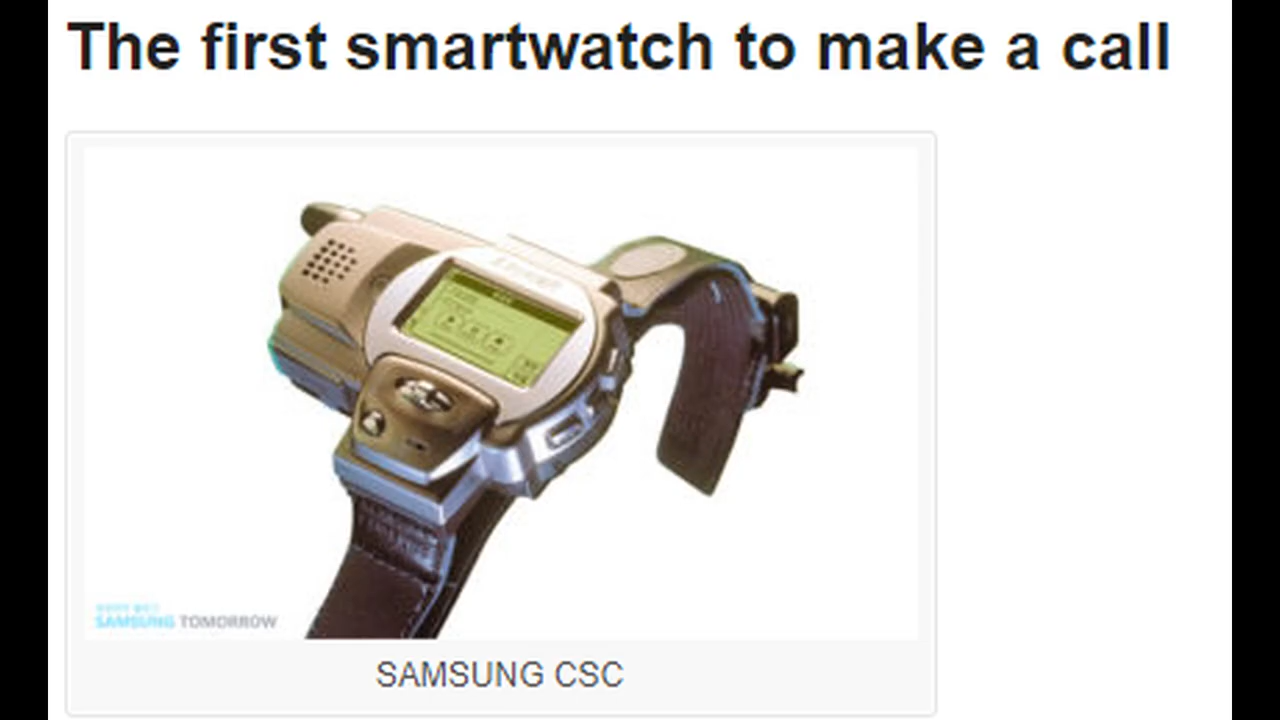 The first smartwatch to make a call
SAMSUNG TOMORROW
SAMSUNG CSC